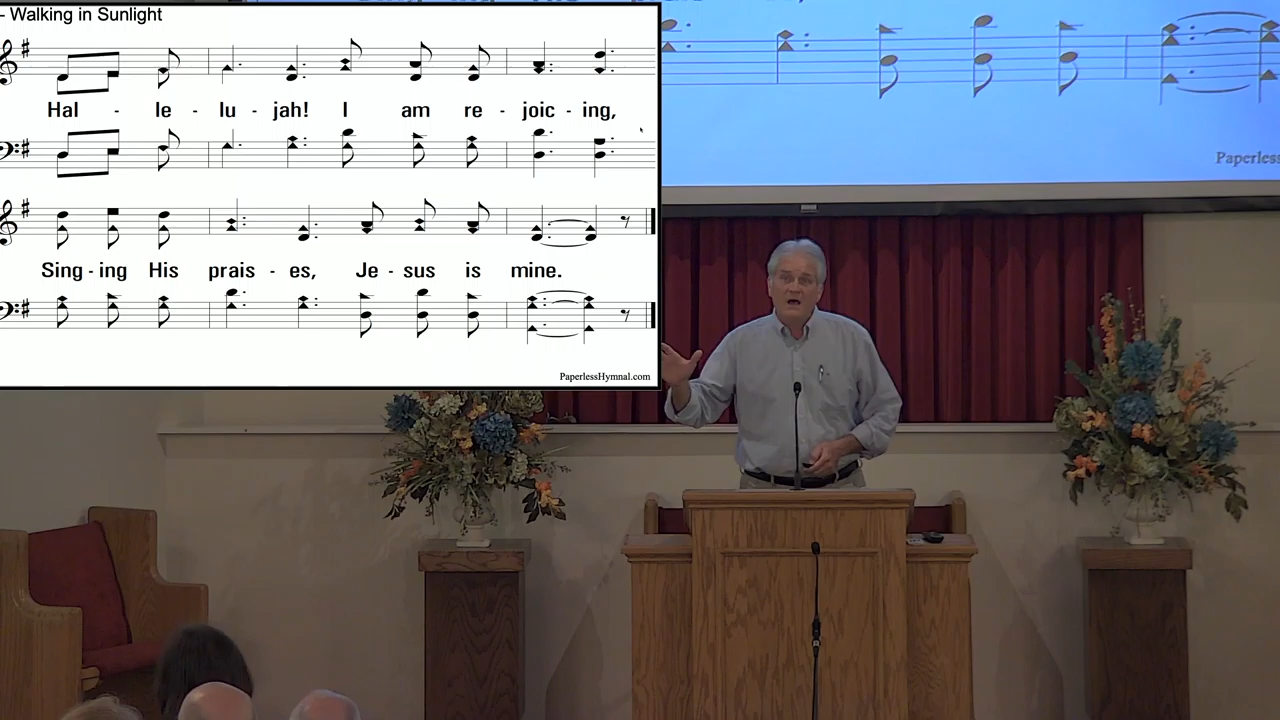 - Walking in Sunlight
Hal - le - lu - jah! I am re - joic - ing,
Sing - ing His prais - es, Je - sus is mine.
PaperlessHymnal.com
Paperless